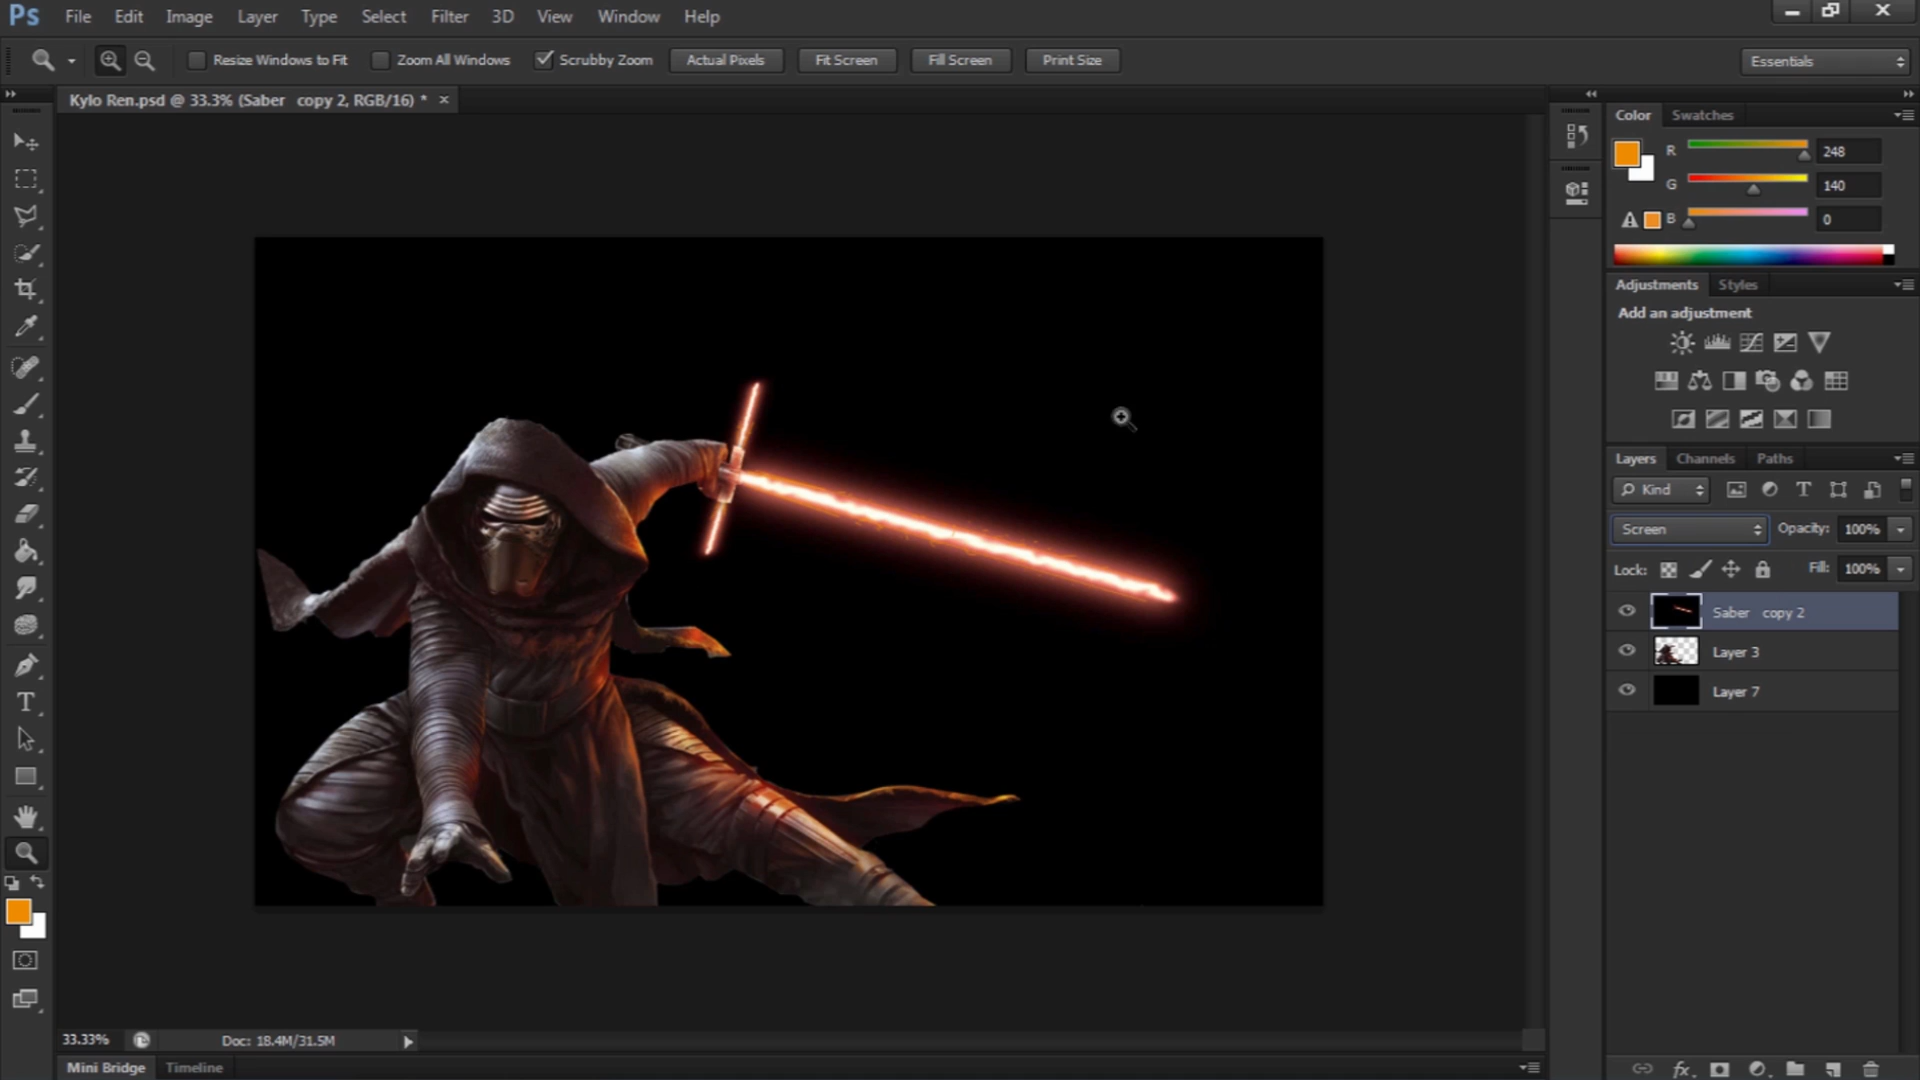 Ps File Edit Image Layer Type Select Filter 3D View Window Help
Resize Windows to Fit Zoom All Windows Scrubby Zoom Actual Pixels Fit Screen Fill Screen Print Size Essentials
Kylo Ren.psd @ 33.3% (Saber copy 2, RGB/16) *
Color Swatches
R 248
G 140
B 0
Adjustments Styles
Add an adjustment
Layers Channels Paths
Kind
Screen Opacity: 100%
Lock: Fill: 100%
Saber copy 2
Layer 3
Layer 7
33.33% Doc: 18.4M/31.5M
Mini Bridge Timeline